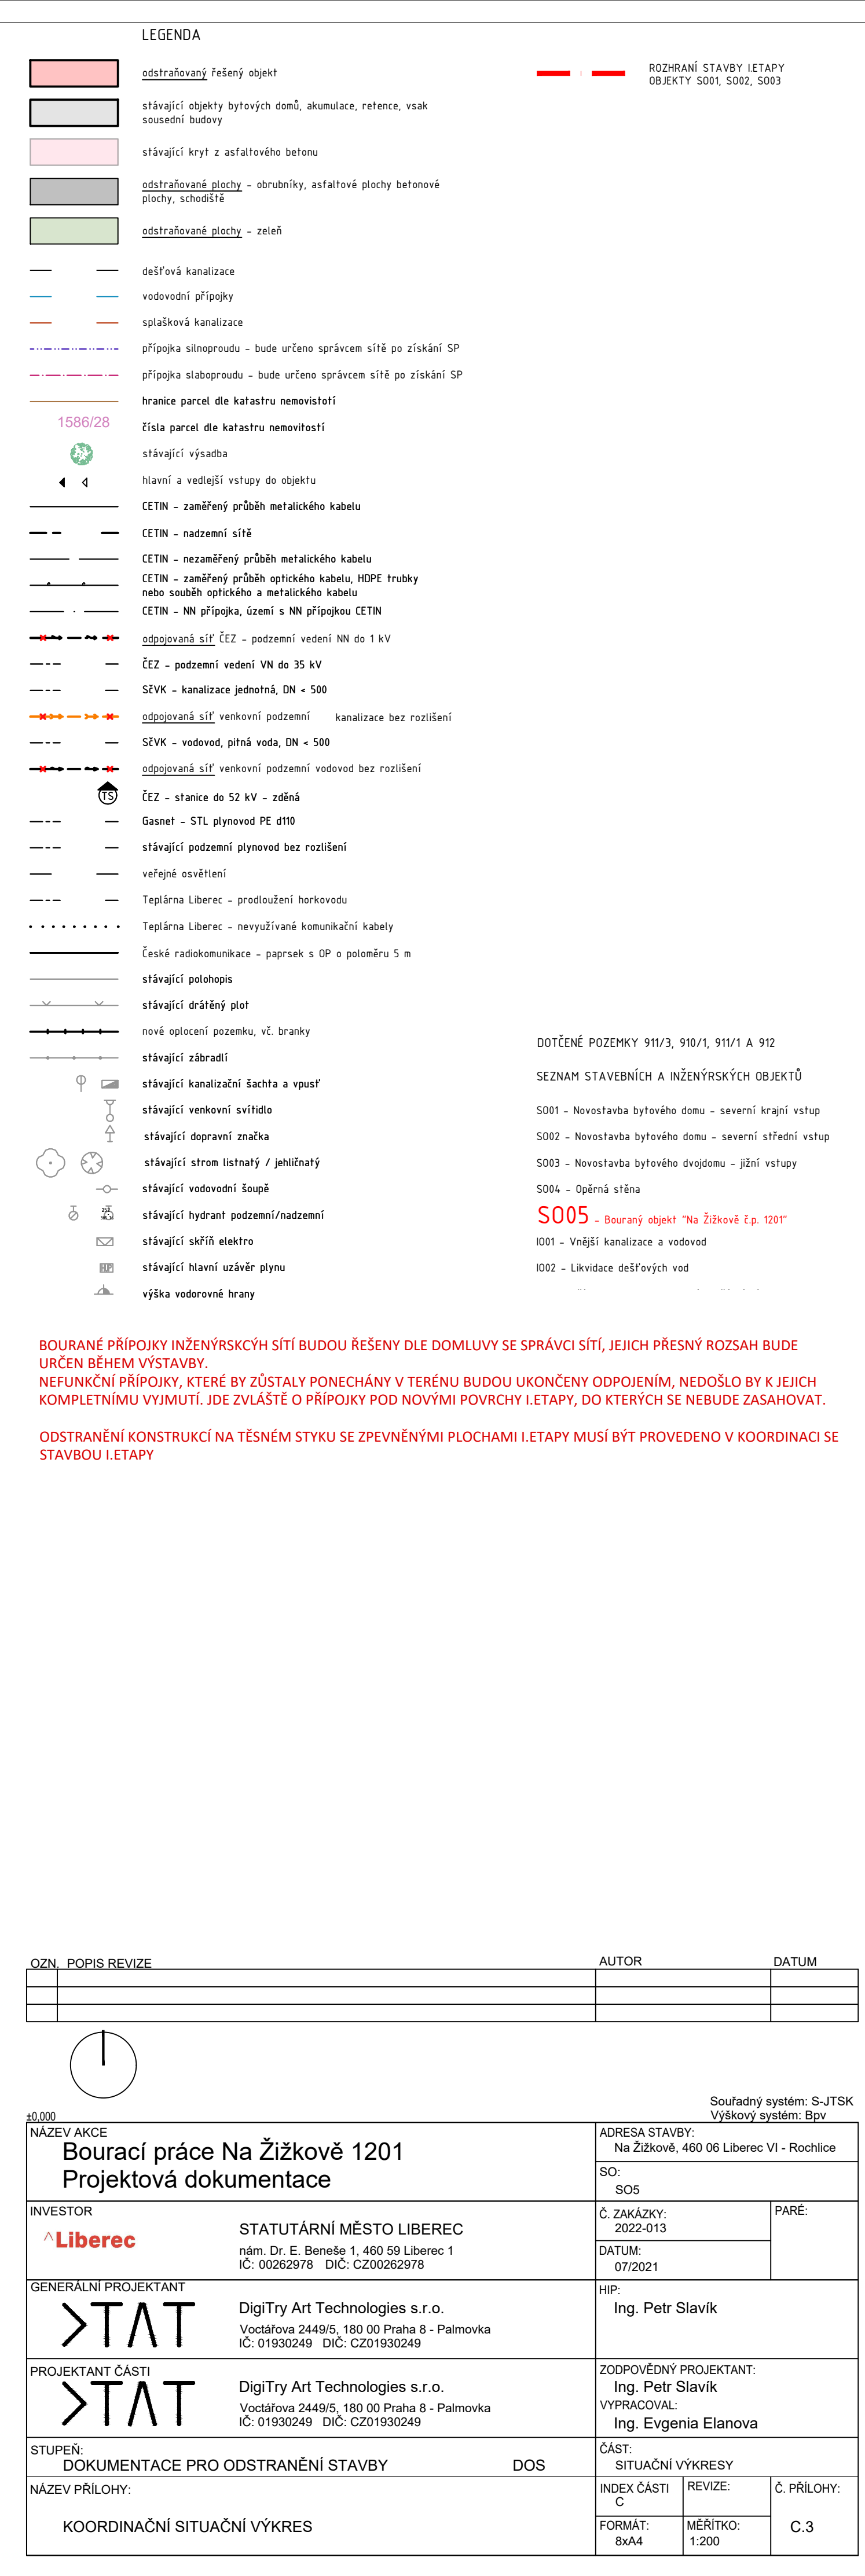 LEGENDA
odstraňovaný řešený objekt
ROZHRANÍ STAVBY I.ETAPY
OBJEKTY SO01, SO02, SO03
stávající objekty bytových domů, akumulace, retence, vsak
sousední budovy
stávající kryt z asfaltového betonu
odstraňované plochy - obrubníky, asfaltové plochy betonové
plochy, schodiště
odstraňované plochy - zeleň
dešťová kanalizace
vodovodní přípojky
splašková kanalizace
přípojka silnoproudu - bude určeno správcem sítě po získání SP
přípojka slaboproudu - bude určeno správcem sítě po získání SP
hranice parcel dle katastru nemovistotí
1586/28
čísla parcel dle katastru nemovitostí
stávající výsadba
hlavní a vedlejší vstupy do objektu
CETIN - zaměřený průběh metalického kabelu
CETIN - nadzemní sítě
CETIN - nezaměřený průběh metalického kabelu
CETIN - zaměřený průběh optického kabelu, HDPE trubky
nebo souběh optického a metalického kabelu
CETIN - NN přípojka, území s NN přípojkou CETIN
odpojovaná síť ČEZ - podzemní vedení NN do 1 kV
ČEZ - podzemní vedení VN do 35 kV
SčVK - kanalizace jednotná, DN < 500
odpojovaná síť venkovní podzemní kanalizace bez rozlišení
SčVK - vodovod, pitná voda, DN < 500
odpojovaná síť venkovní podzemní vodovod bez rozlišení
TS
ČEZ - stanice do 52 kV - zděná
Gasnet - STL plynovod PE d110
stávající podzemní plynovod bez rozlišení
veřejné osvětlení
Teplárna Liberec - prodloužení horkovodu
Teplárna Liberec - nevyužívané komunikační kabely
České radiokomunikace - paprsek s OP o poloměru 5 m
stávající polohopis
stávající drátěný plot
nové oplocení pozemku, vč. branky
stávající zábradlí
stávající kanalizační šachta a vpusť
stávající venkovní svítidlo
stávající dopravní značka
stávající strom listnatý / jehličnatý
stávající vodovodní šoupě
stávající hydrant podzemní/nadzemní
stávající skříň elektro
HUP
stávající hlavní uzávěr plynu
výška vodorovné hrany
DOTČENÉ POZEMKY 911/3, 910/1, 911/1 A 912
SEZNAM STAVEBNÍCH A INŽENÝRSKÝCH OBJEKTŮ
SO01 - Novostavba bytového domu - severní krajní vstup
SO02 - Novostavba bytového domu - severní střední vstup
SO03 - Novostavba bytového dvojdomu - jižní vstupy
SO04 - Opěrná stěna
SO05 - Bouraný objekt "Na Žižkově č.p. 1201"
IO01 - Vnější kanalizace a vodovod
IO02 - Likvidace dešťových vod
BOURANÉ PŘÍPOJKY INŽENÝRSKCÝH SÍTÍ BUDOU ŘEŠENY DLE DOMLUVY SE SPRÁVCI SÍTÍ, JEJICH PŘESNÝ ROZSAH BUDE
URČEN BĚHEM VÝSTAVBY.
NEFUNKČNÍ PŘÍPOJKY, KTERÉ BY ZŮSTALY PONECHÁNY V TERÉNU BUDOU UKONČENY ODPOJENÍM, NEDOŠLO BY K JEJICH
KOMPLETNÍMU VYJMUTÍ. JDE ZVLÁŠTĚ O PŘÍPOJKY POD NOVÝMI POVRCHY I.ETAPY, DO KTERÝCH SE NEBUDE ZASAHOVAT.
ODSTRANĚNÍ KONSTRUKCÍ NA TĚSNÉM STYKU SE ZPEVNĚNÝMI PLOCHAMI I.ETAPY MUSÍ BÝT PROVEDENO V KOORDINACI SE
STAVBOU I.ETAPY
OZN. POPIS REVIZE AUTOR DATUM
Souřadný systém: S-JTSK
Výškový systém: Bpv
±0,000
NÁZEV AKCE
Bourací práce Na Žižkově 1201
Projektová dokumentace
ADRESA STAVBY:
Na Žižkově, 460 06 Liberec VI - Rochlice
SO:
SO5
INVESTOR
^Liberec
STATUTÁRNÍ MĚSTO LIBEREC
nám. Dr. E. Beneše 1, 460 59 Liberec 1
IČ: 00262978 DIČ: CZ00262978
Č. ZAKÁZKY:
2022-013
PARÉ:
DATUM:
07/2021
GENERÁLNÍ PROJEKTANT
DigiTry Art Technologies s.r.o.
Voctářova 2449/5, 180 00 Praha 8 - Palmovka
IČ: 01930249 DIČ: CZ01930249
HIP:
Ing. Petr Slavík
PROJEKTANT ČÁSTI
DigiTry Art Technologies s.r.o.
Voctářova 2449/5, 180 00 Praha 8 - Palmovka
IČ: 01930249 DIČ: CZ01930249
ZODPOVĚDNÝ PROJEKTANT:
Ing. Petr Slavík
VYPRACOVAL:
Ing. Evgenia Elanova
STUPEŇ:
DOKUMENTACE PRO ODSTRANĚNÍ STAVBY DOS
ČÁST:
SITUAČNÍ VÝKRESY
NÁZEV PŘÍLOHY:
KOORDINAČNÍ SITUAČNÍ VÝKRES
INDEX ČÁSTI
C
REVIZE:
Č. PŘÍLOHY:
C.3
FORMÁT:
8xA4
MĚŘÍTKO:
1:200